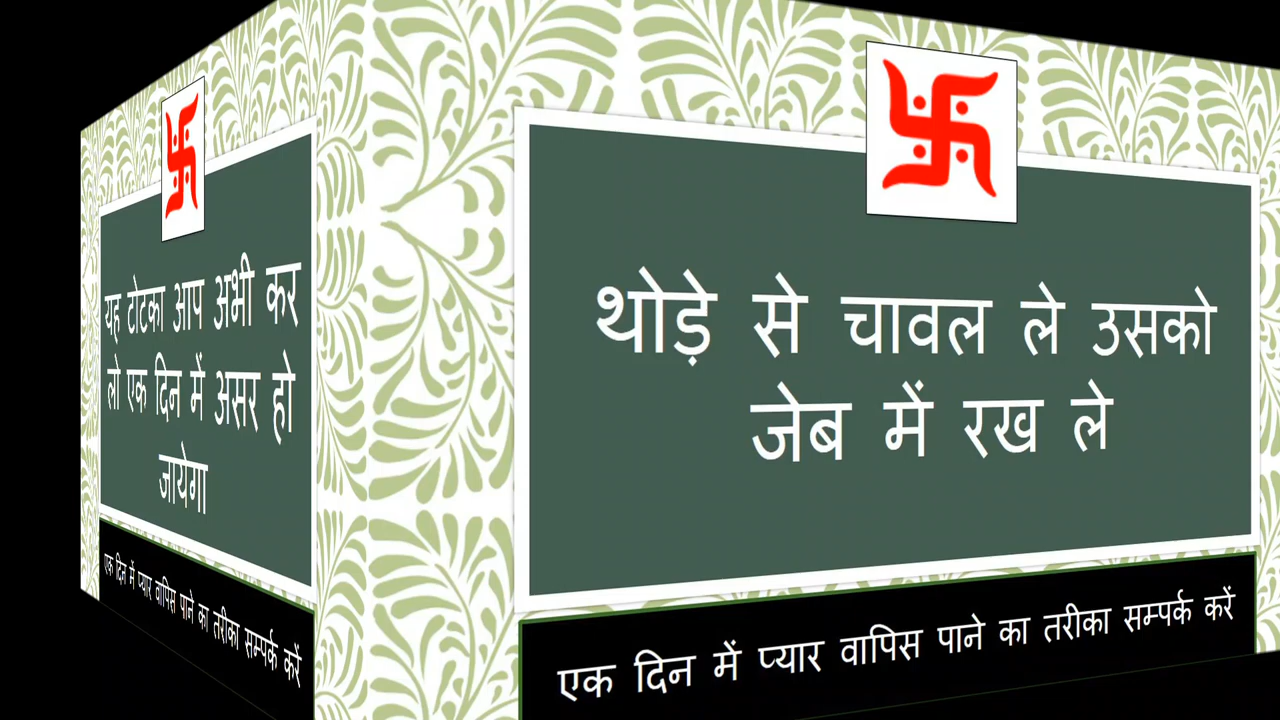 यह टोटका आप अभी कर
लो एक दिन में असर हो
जायेगा
एक दिन में प्यार वापिस पाने का तरीका सम्पर्क करें
थोड़े से चावल ले उसको
जेब में रख ले
एक दिन में प्यार वापिस पाने का तरीका सम्पर्क करें